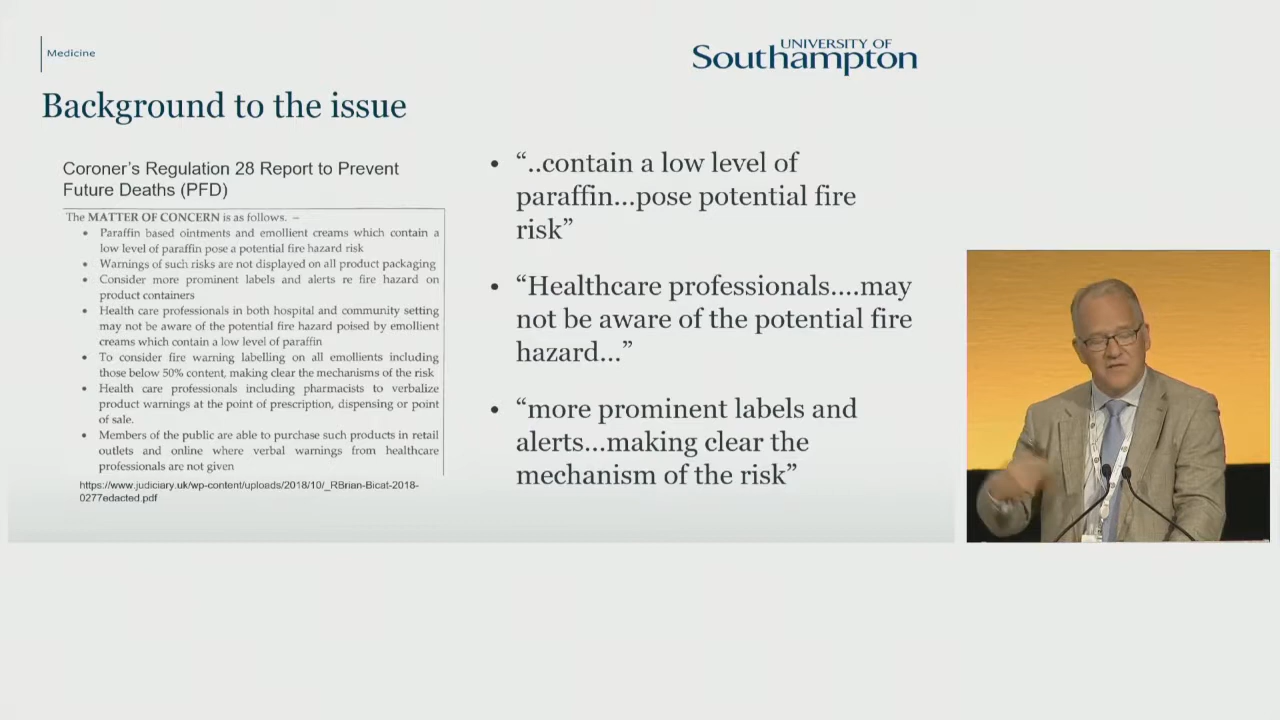 Medicine
UNIVERSITY OF
Southampton
Background to the issue
Coroner's Regulation 28 Report to Prevent
Future Deaths (PFD)
The MATTER OF CONCERN is as follows. –
• Paraffin based ointments and emollient creams which contain a
low level of paraffin pose a potential fire hazard risk
• Warnings of such risks are not displayed on all product packaging
• Consider more prominent labels and alerts re fire hazard on
product containers
• Health care professionals in both hospital and community setting
may not be aware of the potential fire hazard poised by emollient
creams which contain a low level of paraffin
• To consider fire warning labelling on all emollients including
those below 50% content, making clear the mechanisms of the risk
• Health care professionals including pharmacists to verbalize
product warnings at the point of prescription, dispensing or point
of sale.
• Members of the public are able to purchase such products in retail
outlets and online where verbal warnings from healthcare
professionals are not given
https://www.judiciary.uk/wp-content/uploads/2018/10/_RBrian-Bicat-2018-
0277edacted.pdf
• “..contain a low level of
paraffin...pose potential fire
risk”
• “Healthcare professionals....may
not be aware of the potential fire
hazard...”
• “more prominent labels and
alerts...making clear the
mechanism of the risk”